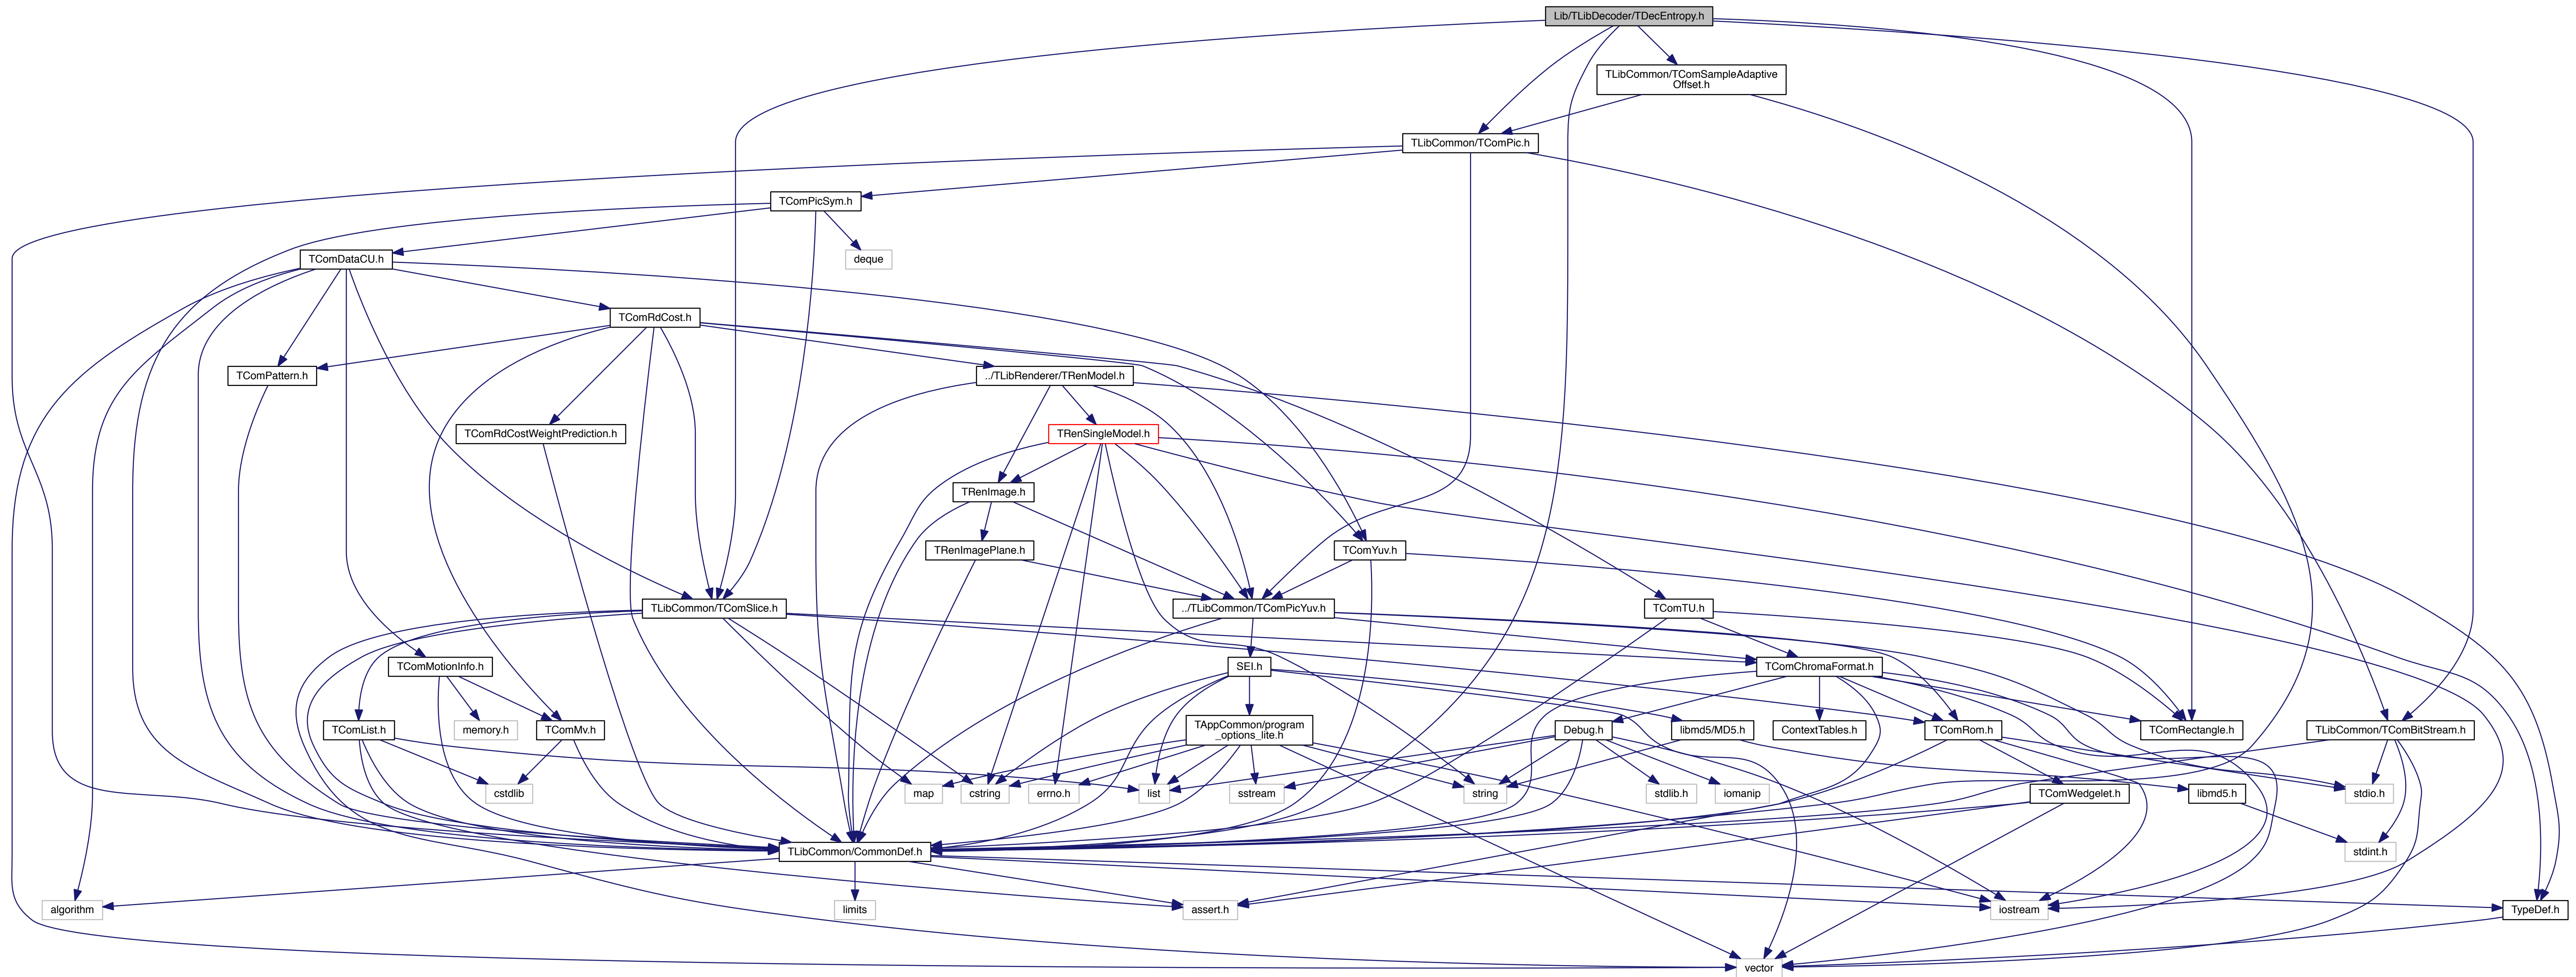 Lib/TLibDecoder/TDecEntropy.h
TLibCommon/TComSampleAdaptive
Offset.h
TLibCommon/TComPic.h
TComPicSym.h
TComDataCU.h
deque
TComRdCost.h
TComPattern.h
../TLibRenderer/TRenModel.h
TComRdCostWeightPrediction.h
TRenSingleModel.h
TRenImage.h
TRenImagePlane.h
TComYuv.h
TLibCommon/TComSlice.h
../TLibCommon/TComPicYuv.h
TComTU.h
TComMotionInfo.h
SEI.h
TComChromaFormat.h
TComList.h
memory.h
TComMv.h
TAppCommon/program
_options_lite.h
Debug.h
libmd5/MD5.h
ContextTables.h
TComRom.h
TComRectangle.h
TLibCommon/TComBitStream.h
cstdlib
map
cstring
errno.h
list
sstream
string
stdlib.h
iomanip
TComWedgelet.h
libmd5.h
stdio.h
TLibCommon/CommonDef.h
stdint.h
algorithm
limits
assert.h
iostream
TypeDef.h
vector